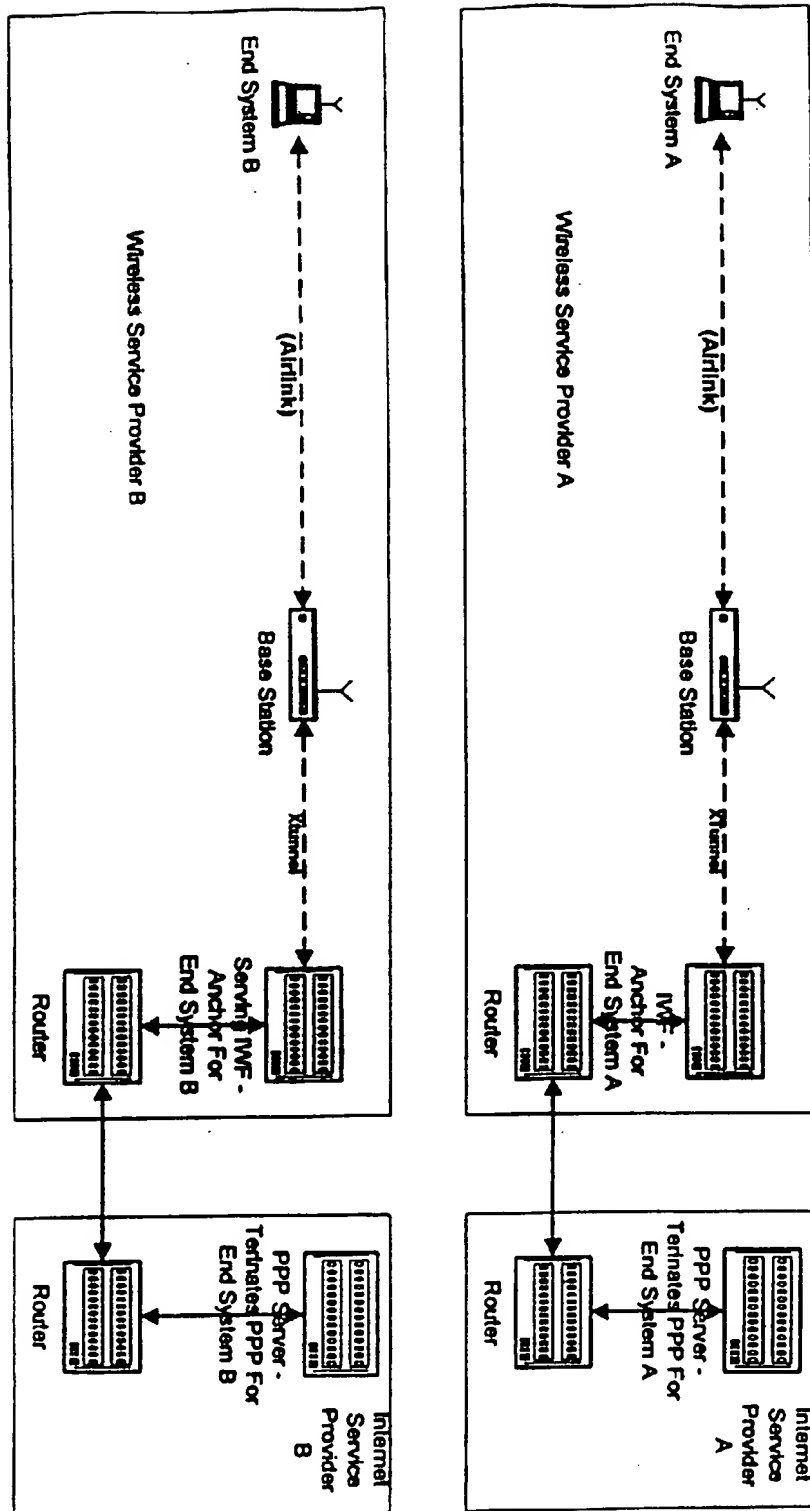 End System A
(Airlink)
Wireless Service Provider A
Base Station
XTunnel
IWF -
Anchor For
End System A
Router
Internet
Service
Provider
A
PPP Server -
Terinates PPP For
End System A
Router
End System B
(Airlink)
Wireless Service Provider B
Base Station
Xtunnel
Serving IWF -
Anchor For
End System B
Router
Internet
Service
Provider
B
PPP Server -
Terinates PPP For
End System B
Router